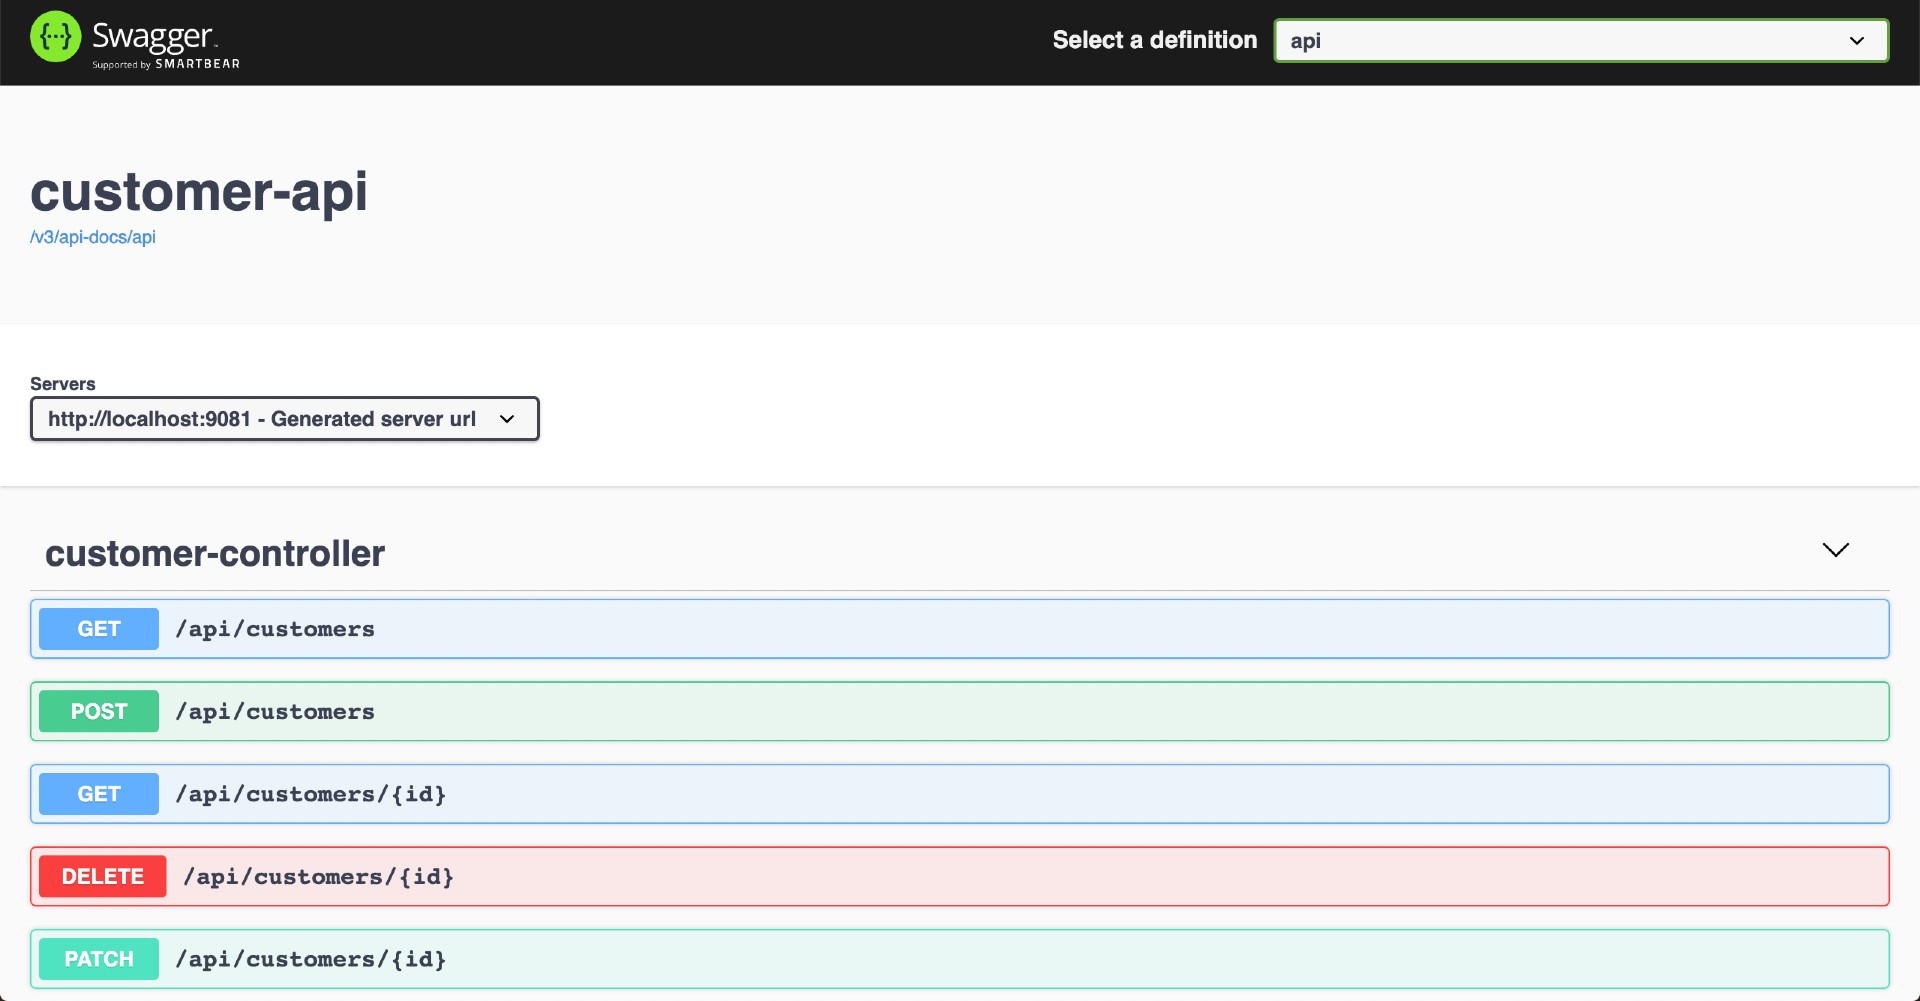 {···} Swagger™
Supported by SMARTBEAR
Select a definition
api
customer-api
/v3/api-docs/api
Servers
http://localhost:9081 - Generated server url
customer-controller
GET /api/customers
POST /api/customers
GET /api/customers/{id}
DELETE /api/customers/{id}
PATCH /api/customers/{id}